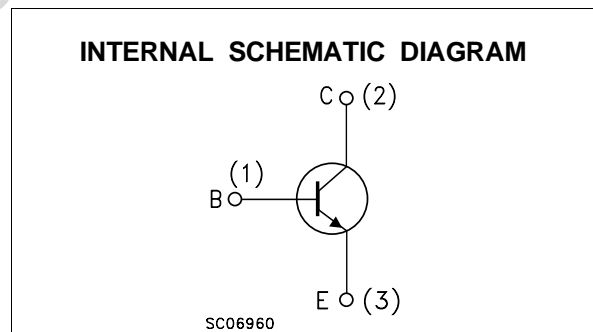 INTERNAL SCHEMATIC DIAGRAM
C (2)
(1)
B
E (3)
SC06960